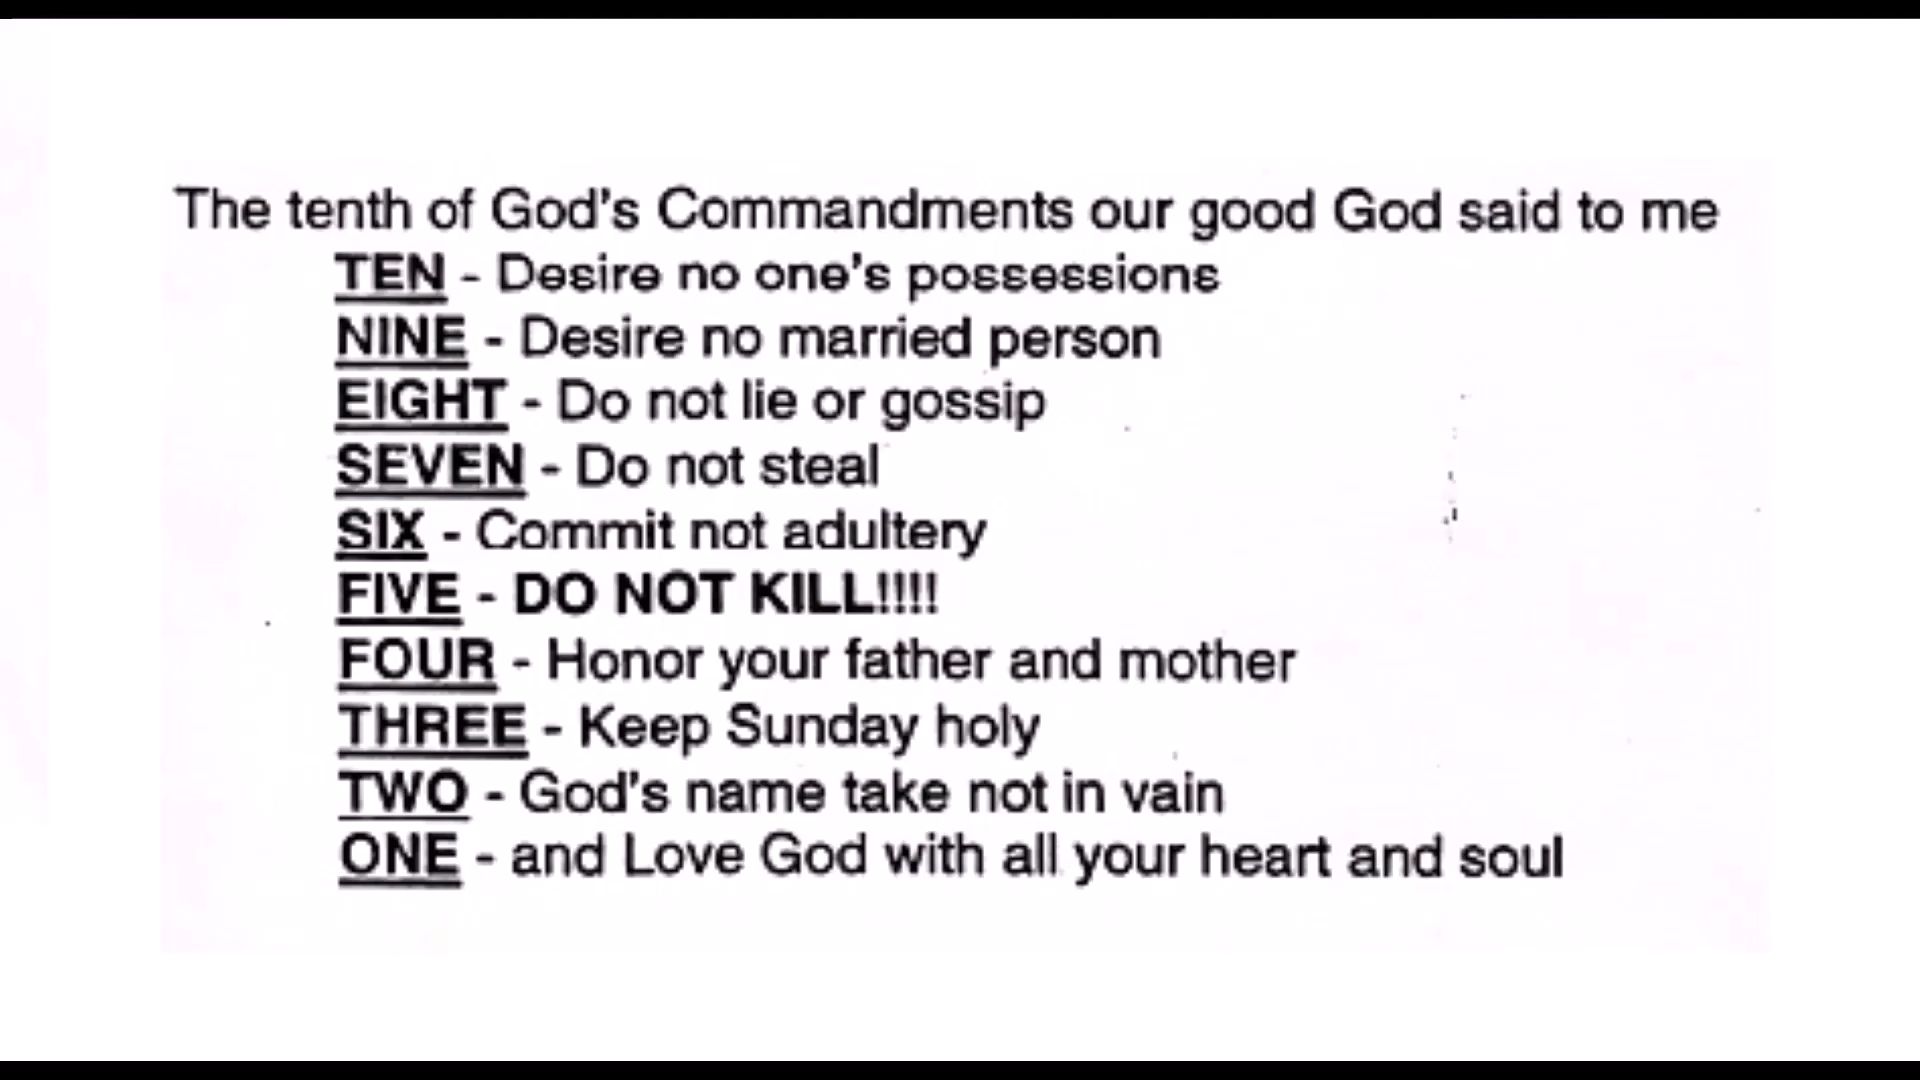 The tenth of God's Commandments our good God said to me
TEN - Desire no one's possessions
NINE - Desire no married person
EIGHT - Do not lie or gossip
SEVEN - Do not steal
SIX - Commit not adultery
FIVE - DO NOT KILL!!!!
FOUR - Honor your father and mother
THREE - Keep Sunday holy
TWO - God's name take not in vain
ONE - and Love God with all your heart and soul